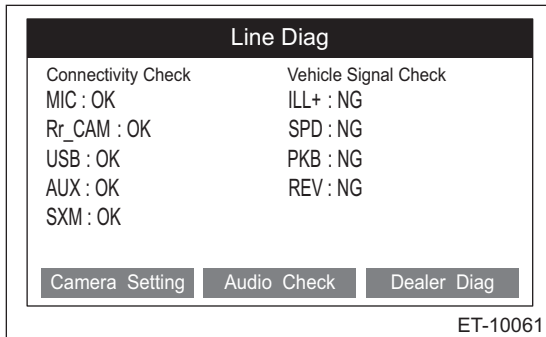 Line Diag
Connectivity Check
MIC : OK
Rr_CAM : OK
USB : OK
AUX : OK
SXM : OK
Vehicle Signal Check
ILL+ : NG
SPD : NG
PKB : NG
REV : NG
Camera Setting
Audio Check
Dealer Diag
ET-10061